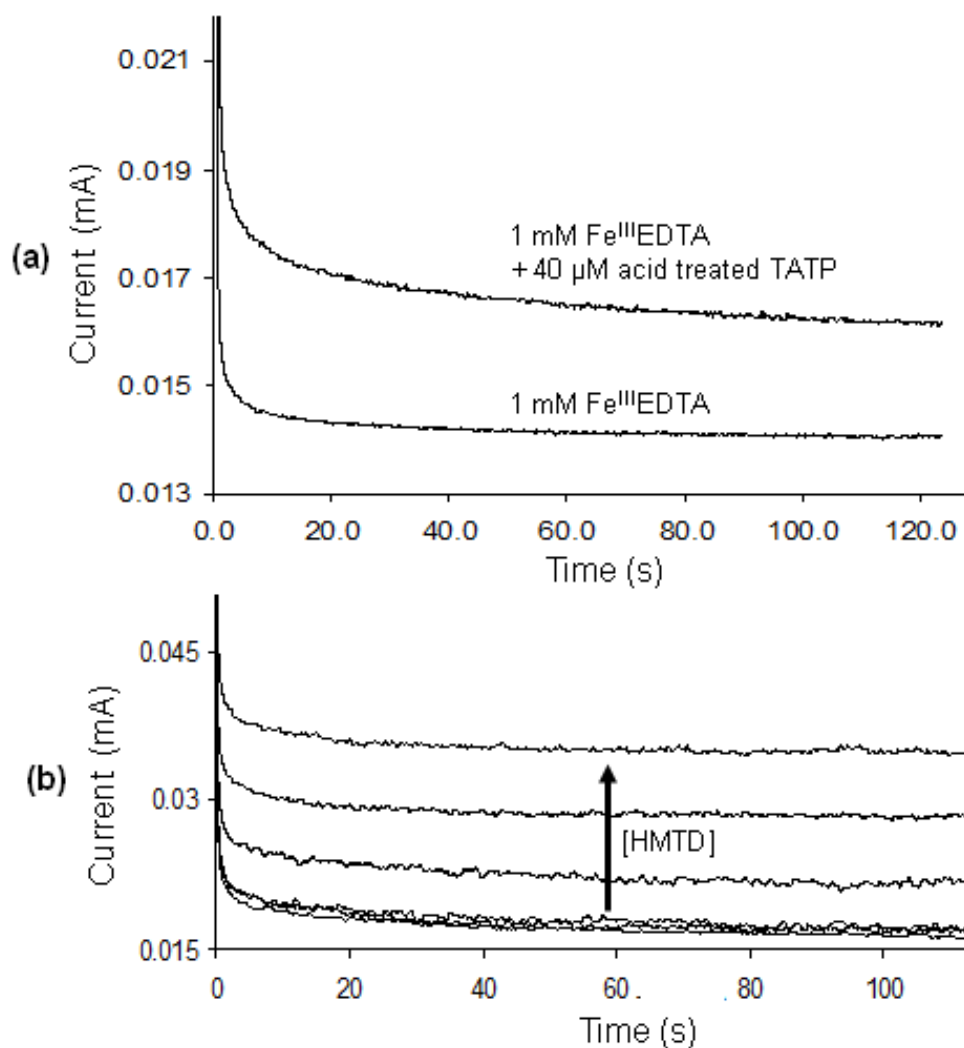 0.021
0.019
0.017
0.015
0.013
Current (mA)
(a)
1 mM FeᴵᴵᴵEDTA
+ 40 µM acid treated TATP
1 mM FeᴵᴵᴵEDTA
0.0 20.0 40.0 60.0 80.0 100.0 120.0
Time (s)
0.045
0.03
0.015
Current (mA)
(b)
[HMTD]
0 20 40 60 80 100
Time (s)